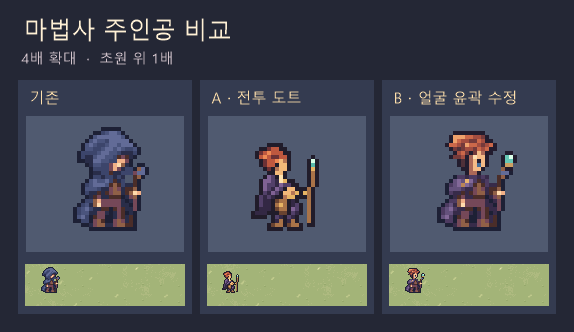 마법사 주인공 비교
4배 확대 · 초원 위 1배
기존
A · 전투 도트
B · 얼굴 윤곽 수정